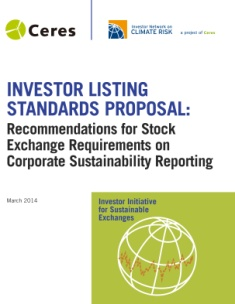 Ceres
Investor Network on
CLIMATE RISK
a project of Ceres
INVESTOR LISTING
STANDARDS PROPOSAL:
Recommendations for Stock
Exchange Requirements on
Corporate Sustainability Reporting
March 2014
Investor Initiative
for Sustainable
Exchanges